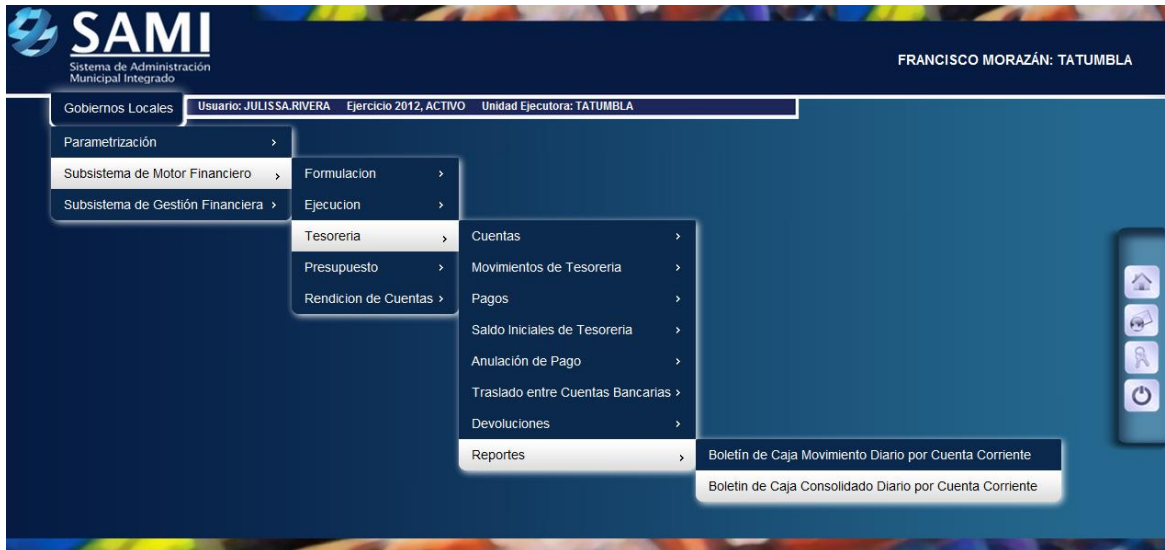 SAMI
Sistema de Administración
Municipal Integrado
FRANCISCO MORAZÁN: TATUMBLA
Gobiernos Locales
Usuario: JULISSA.RIVERA Ejercicio 2012, ACTIVO Unidad Ejecutora: TATUMBLA
Parametrización
Subsistema de Motor Financiero
Subsistema de Gestión Financiera
Formulacion
Ejecucion
Tesoreria
Presupuesto
Rendicion de Cuentas
Cuentas
Movimientos de Tesoreria
Pagos
Saldo Iniciales de Tesoreria
Anulación de Pago
Traslado entre Cuentas Bancarias
Devoluciones
Reportes
Boletín de Caja Movimiento Diario por Cuenta Corriente
Boletin de Caja Consolidado Diario por Cuenta Corriente